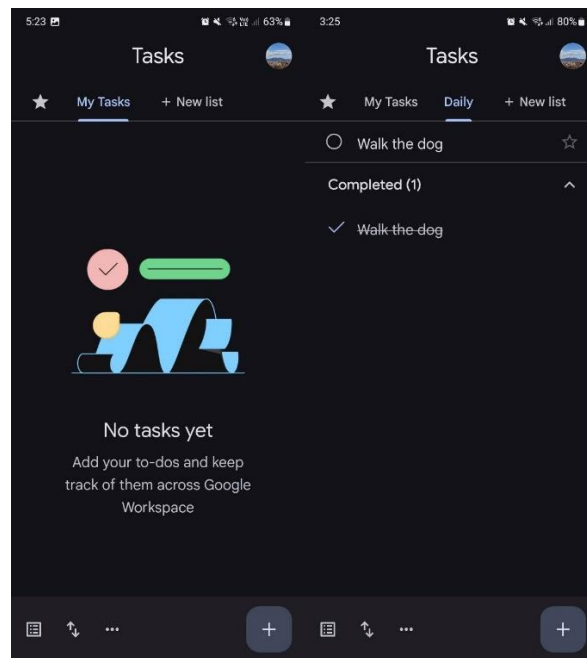 5:23 63%
Tasks
My Tasks + New list
No tasks yet
Add your to-dos and keep
track of them across Google
Workspace
3:25 80%
Tasks
My Tasks Daily + New list
Walk the dog
Completed (1)
Walk the dog